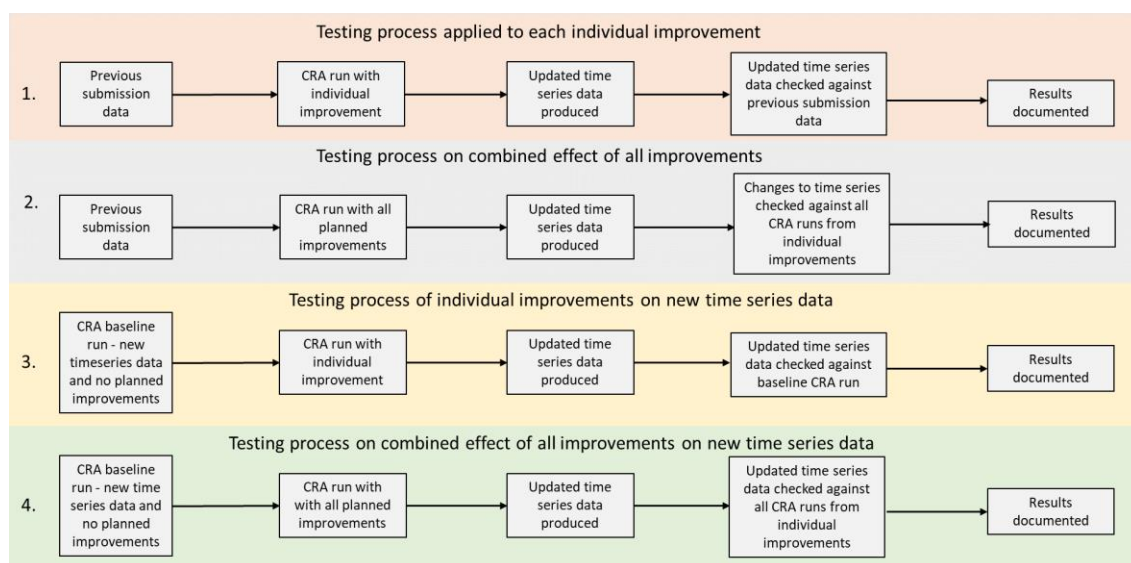 Testing process applied to each individual improvement
1.
Previous
submission
data
CRA run with
individual
improvement
Updated time
series data
produced
Updated time series
data checked against
previous submission
data
Results
documented
Testing process on combined effect of all improvements
2.
Previous
submission
data
CRA run with all
planned
improvements
Updated time
series data
produced
Changes to time series
checked against all
CRA runs from
individual
improvements
Results
documented
Testing process of individual improvements on new time series data
3.
CRA baseline
run - new
timeseries data
and no planned
improvements
CRA run with
individual
improvement
Updated time
series data
produced
Updated time series
data checked against
baseline CRA run
Results
documented
Testing process on combined effect of all improvements on new time series data
4.
CRA baseline
run - new time
series data and
no planned
improvements
CRA run with
with all planned
improvements
Updated time
series data
produced
Updated time series
data checked against
all CRA runs from
individual
improvements
Results
documented